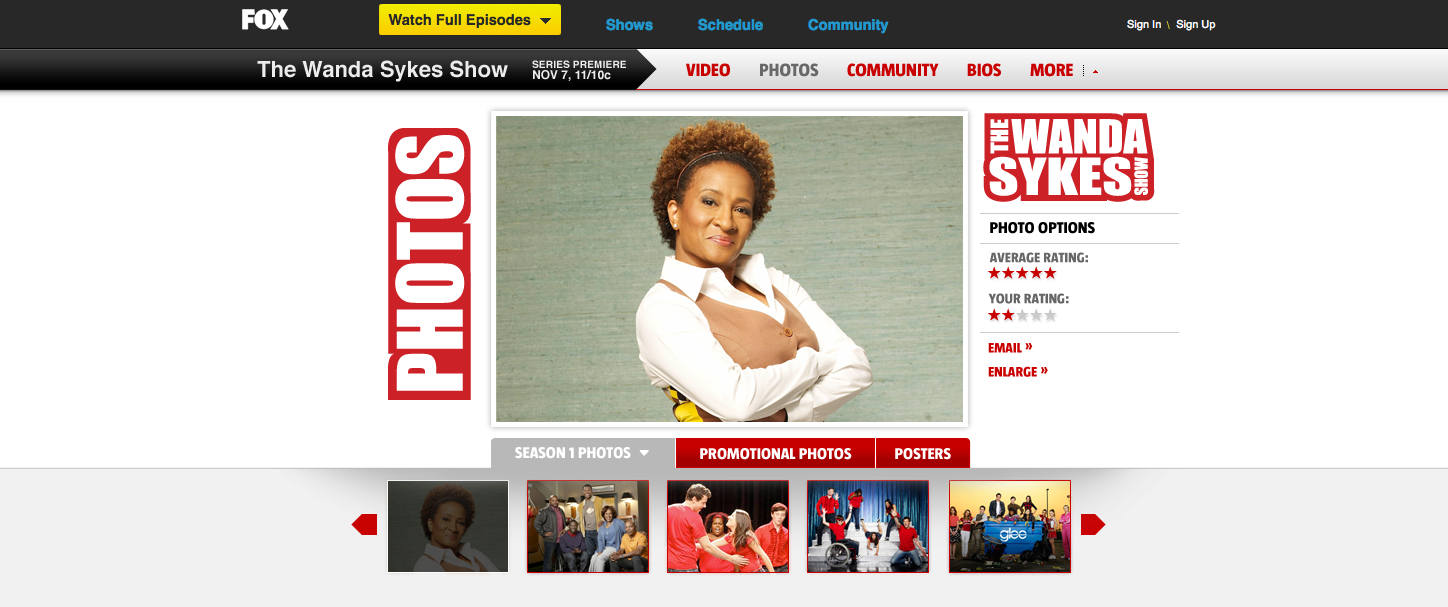 FOX
Watch Full Episodes
Shows
Schedule
Community
Sign In \ Sign Up
The Wanda Sykes Show
SERIES PREMIERE
NOV 7, 11/10c
VIDEO
PHOTOS
COMMUNITY
BIOS
MORE
PHOTOS
THE
WANDA
SYKES
SHOW
PHOTO OPTIONS
AVERAGE RATING:
YOUR RATING:
EMAIL »
ENLARGE »
SEASON 1 PHOTOS
PROMOTIONAL PHOTOS
POSTERS
glee